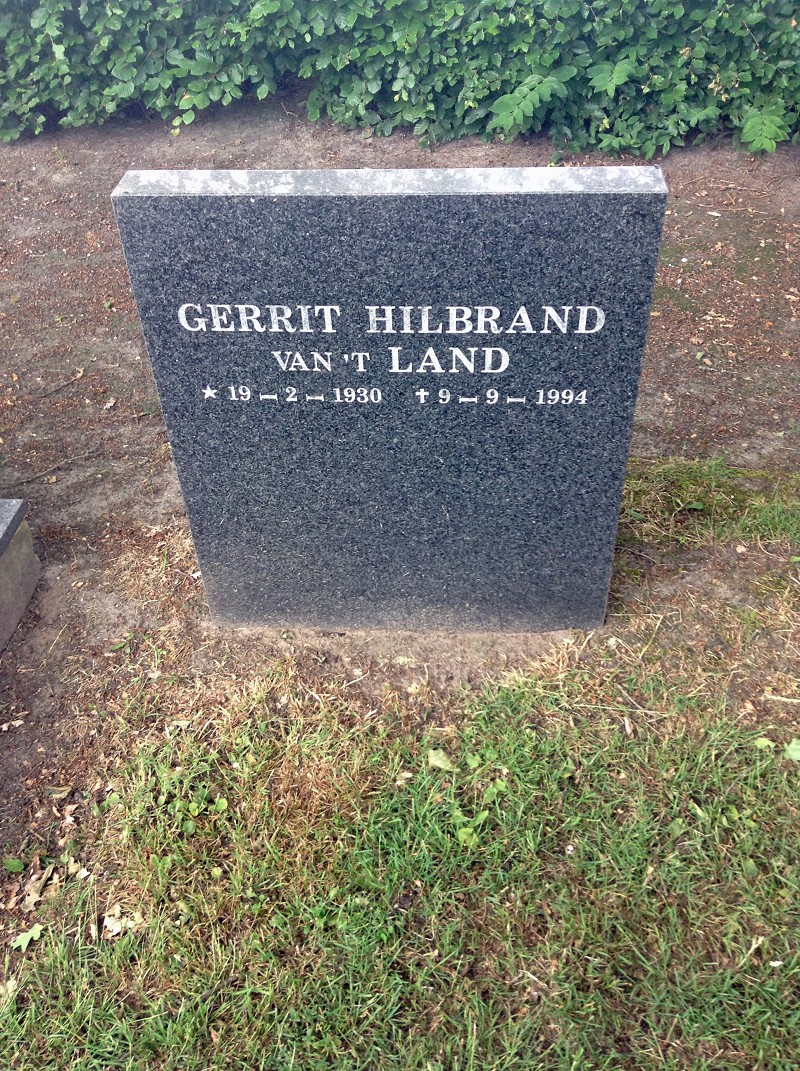 GERRIT HILBRAND
VAN 'T LAND
★ 19 – 2 – 1930 ✝ 9 – 9 – 1994